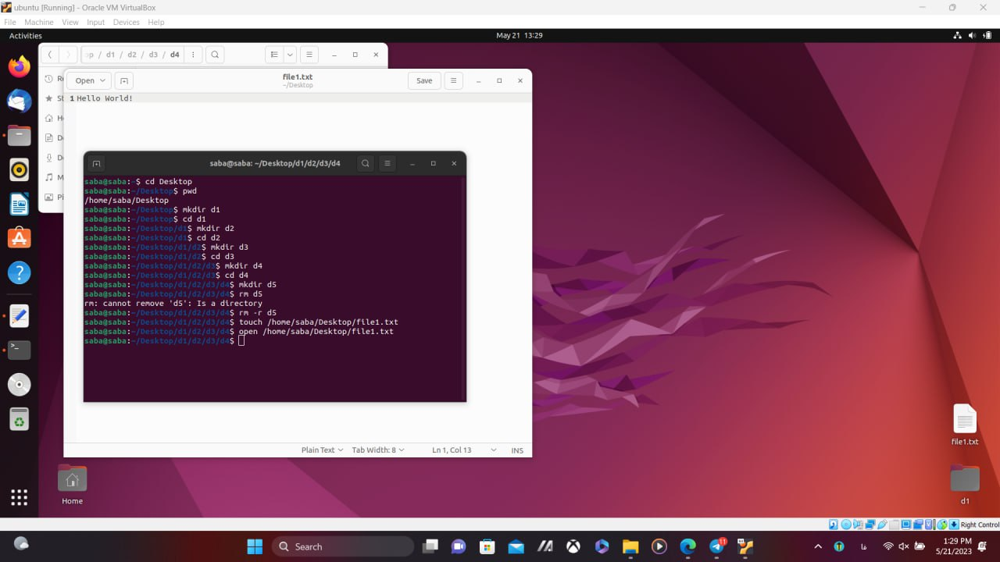 ubuntu [Running] - Oracle VM VirtualBox
File Machine View Input Devices Help
Activities
May 21 13:29
/ d1 / d2 / d3 / d4
Open
file1.txt
~/Desktop
Save
1 Hello World!
saba@saba: ~/Desktop/d1/d2/d3/d4
saba@saba:~$ cd Desktop
saba@saba:~/Desktop$ pwd
/home/saba/Desktop
saba@saba:~/Desktop$ mkdir d1
saba@saba:~/Desktop$ cd d1
saba@saba:~/Desktop/d1$ mkdir d2
saba@saba:~/Desktop/d1$ cd d2
saba@saba:~/Desktop/d1/d2$ mkdir d3
saba@saba:~/Desktop/d1/d2$ cd d3
saba@saba:~/Desktop/d1/d2/d3$ mkdir d4
saba@saba:~/Desktop/d1/d2/d3$ cd d4
saba@saba:~/Desktop/d1/d2/d3/d4$ mkdir d5
saba@saba:~/Desktop/d1/d2/d3/d4$ rm d5
rm: cannot remove 'd5': Is a directory
saba@saba:~/Desktop/d1/d2/d3/d4$ rm -r d5
saba@saba:~/Desktop/d1/d2/d3/d4$ touch /home/saba/Desktop/file1.txt
saba@saba:~/Desktop/d1/d2/d3/d4$ open /home/saba/Desktop/file1.txt
saba@saba:~/Desktop/d1/d2/d3/d4$
Plain Text Tab Width: 8 Ln 1, Col 13 INS
file1.txt
Home
d1
Right Control
Search
11
فا
1:29 PM
5/21/2023